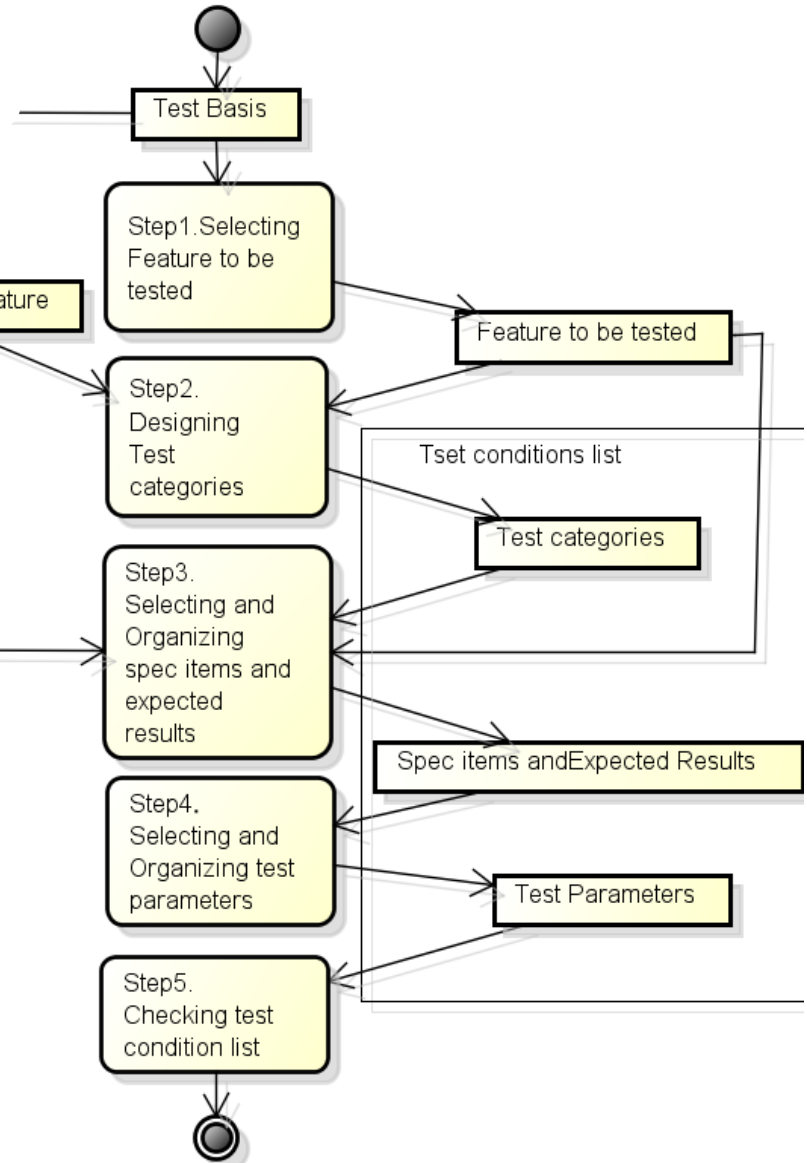 Test Basis
Step1.Selecting
Feature to be
tested
ature
Feature to be tested
Step2.
Designing
Test
categories
Tset conditions list
Test categories
Step3.
Selecting and
Organizing
spec items and
expected
results
Spec items andExpected Results
Step4.
Selecting and
Organizing test
parameters
Test Parameters
Step5.
Checking test
condition list